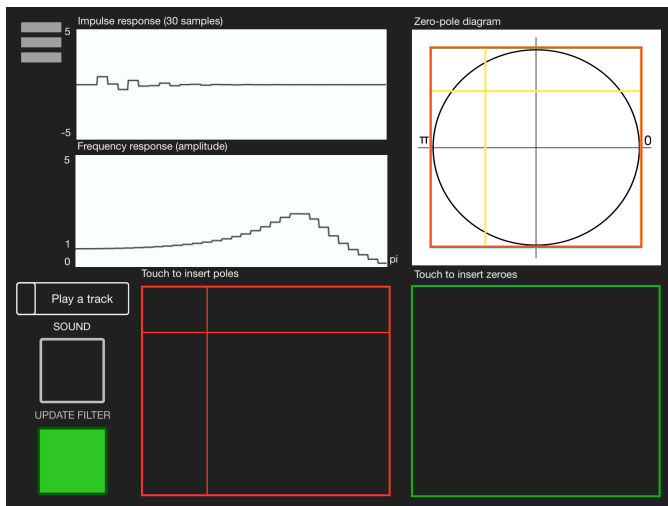 Impulse response (30 samples)
5
-5
Zero-pole diagram
π
0
Frequency response (amplitude)
5
1
0
pi
Touch to insert poles
Touch to insert zeroes
Play a track
SOUND
UPDATE FILTER